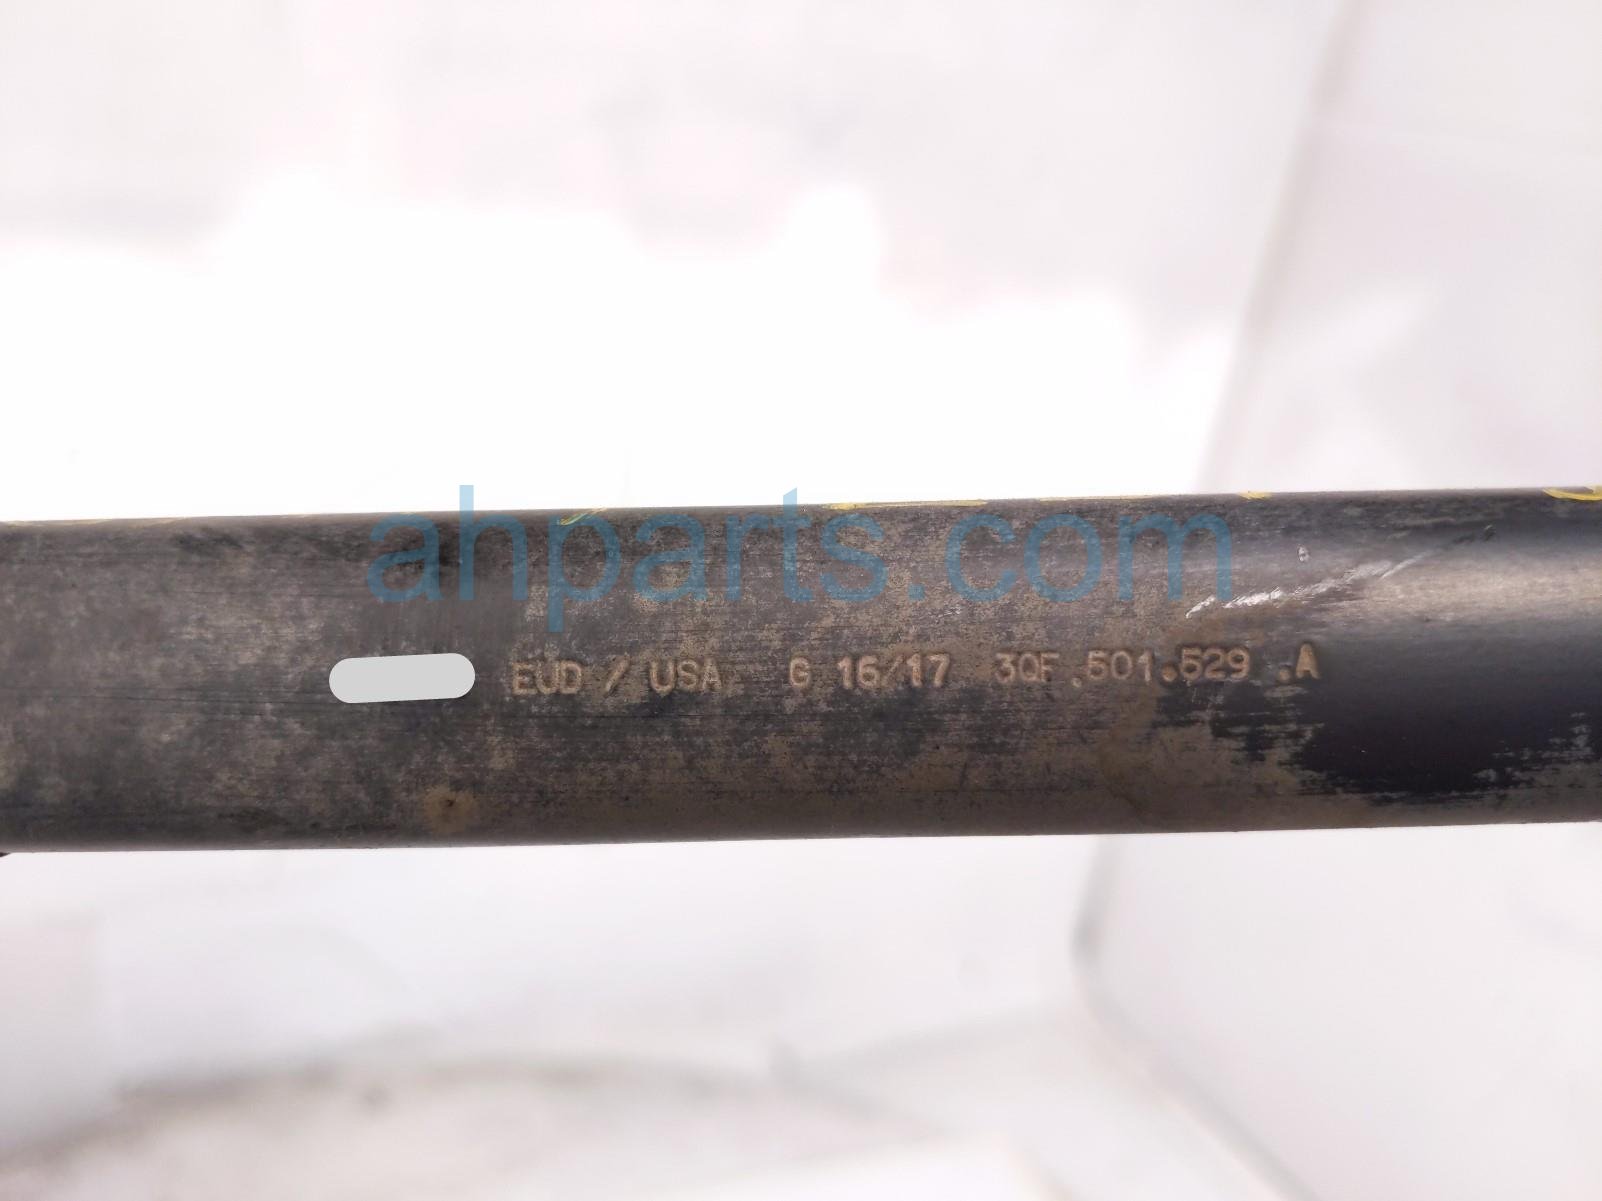 ahparts.com
EUD / USA G 16/17 3QF.501.529.A